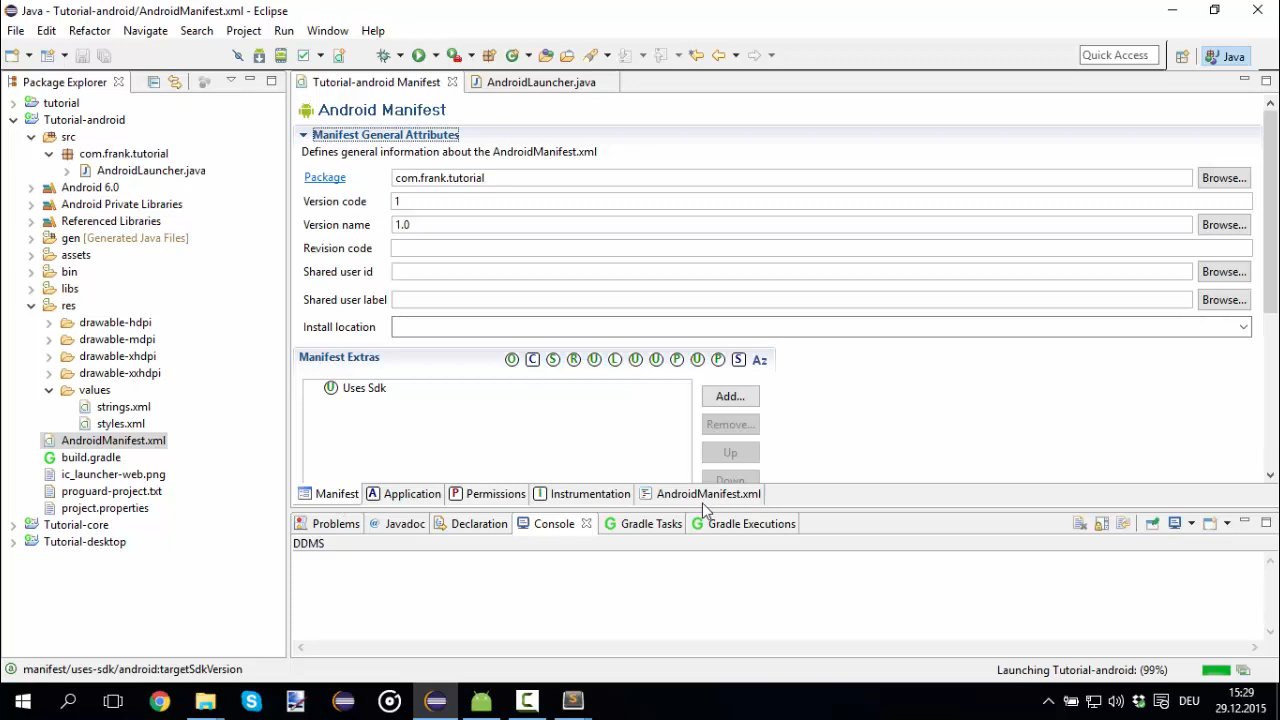 Java - Tutorial-android/AndroidManifest.xml - Eclipse
File Edit Refactor Navigate Search Project Run Window Help
Quick Access
Java
Package Explorer
Tutorial-android Manifest
AndroidLauncher.java
tutorial
Tutorial-android
src
com.frank.tutorial
AndroidLauncher.java
Android 6.0
Android Private Libraries
Referenced Libraries
gen [Generated Java Files]
assets
bin
libs
res
drawable-hdpi
drawable-mdpi
drawable-xhdpi
drawable-xxhdpi
values
strings.xml
styles.xml
AndroidManifest.xml
build.gradle
ic_launcher-web.png
proguard-project.txt
project.properties
Tutorial-core
Tutorial-desktop
Android Manifest
Manifest General Attributes
Defines general information about the AndroidManifest.xml
Package com.frank.tutorial Browse...
Version code 1
Version name 1.0 Browse...
Revision code
Shared user id Browse...
Shared user label Browse...
Install location
Manifest Extras O C S R U L U U P U P S Az
U Uses Sdk
Add...
Remove...
Up
Down
Manifest A Application P Permissions I Instrumentation AndroidManifest.xml
Problems @ Javadoc Declaration Console G Gradle Tasks G Gradle Executions
DDMS
manifest/uses-sdk/android:targetSdkVersion
Launching Tutorial-android: (99%)
DEU
15:29
29.12.2015